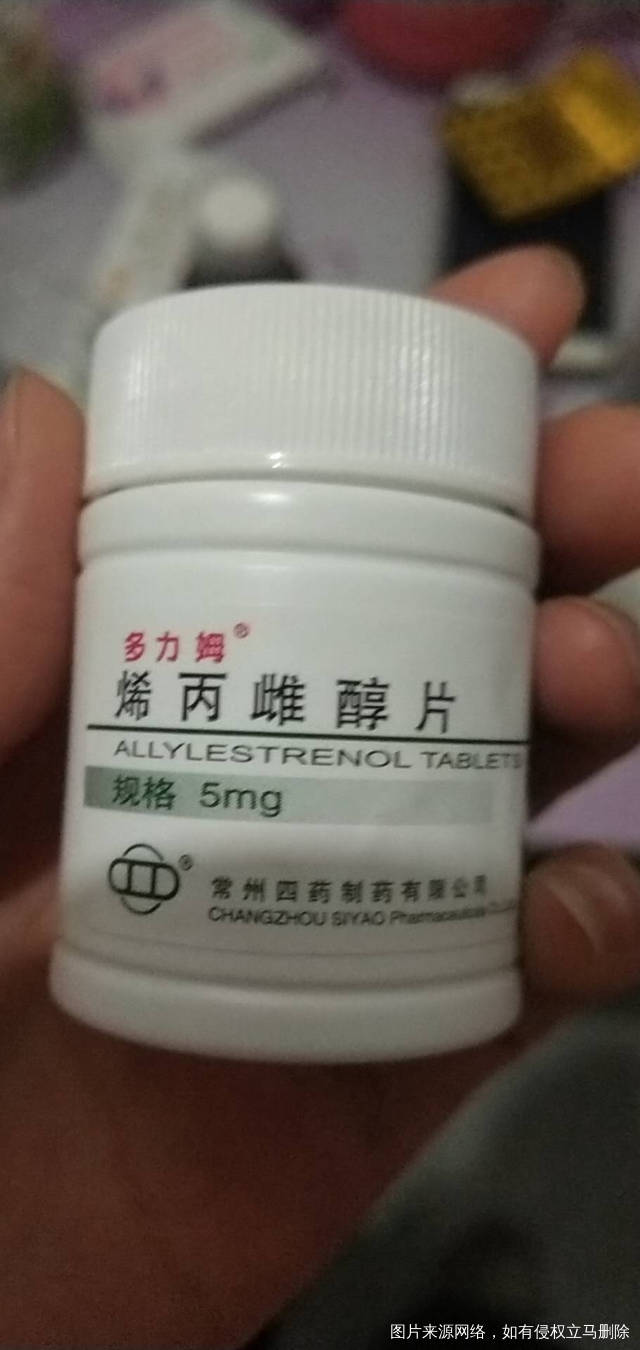 多力姆®
烯丙雌醇片
ALLYLESTRENOL TABLETS
规格 5mg
®
常州四药制药有限公司
CHANGZHOU SIYAO Pharmaceuticals
图片来源网络，如有侵权立马删除